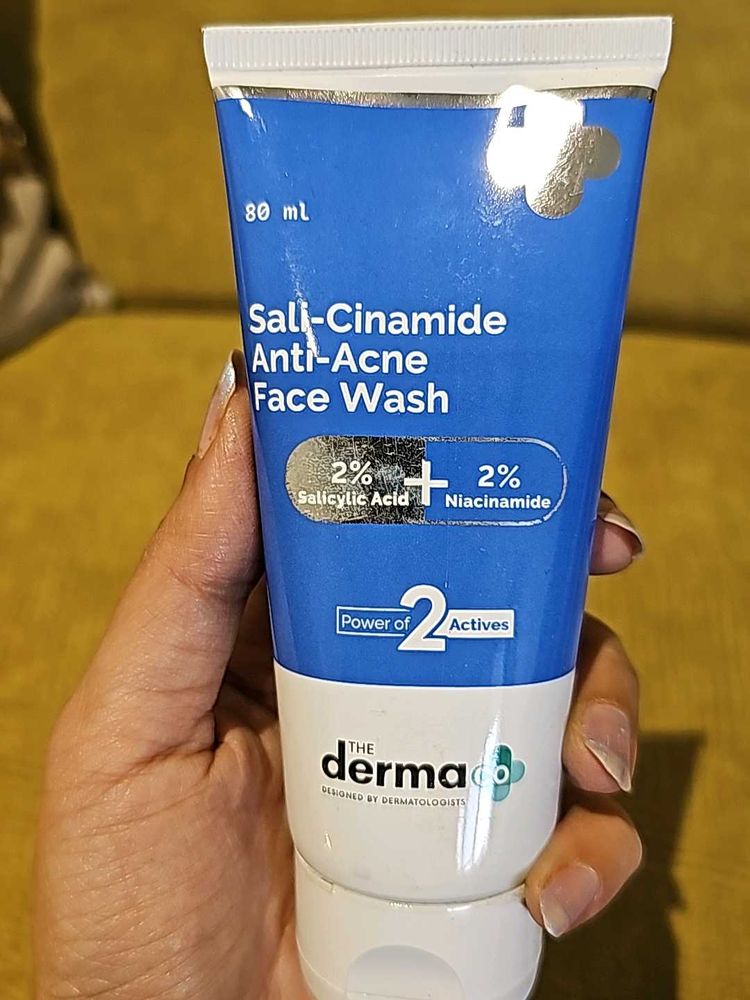 80 ml
Sali-Cinamide
Anti-Acne
Face Wash
2% + 2%
Salicylic Acid Niacinamide
Power of 2 Actives
THE
derma co
DESIGNED BY DERMATOLOGISTS